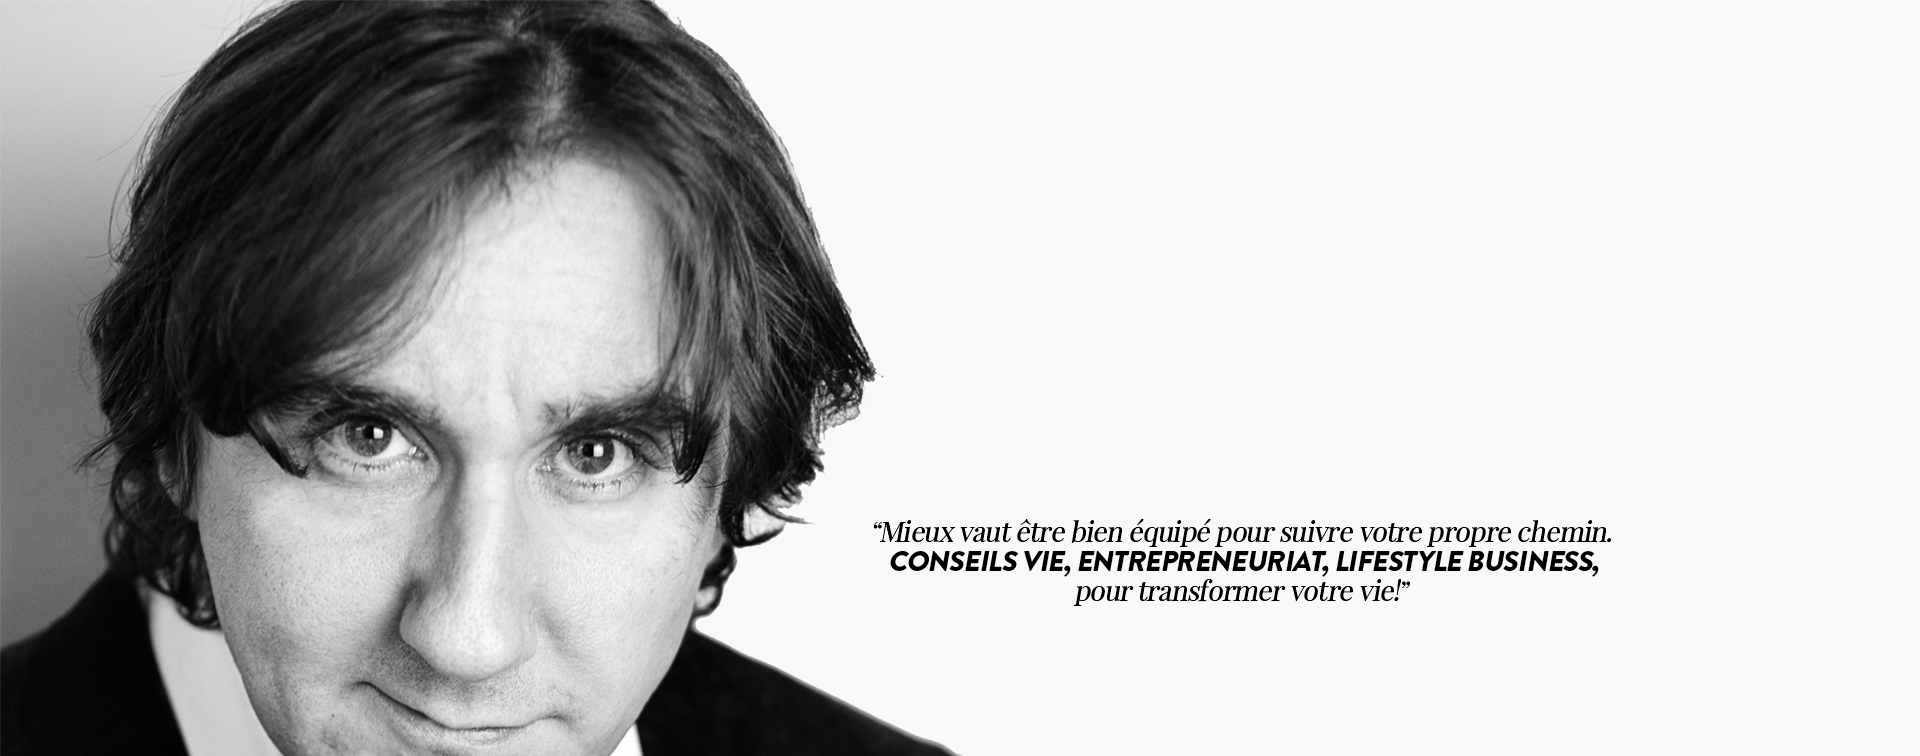 “Mieux vaut être bien équipé pour suivre votre propre chemin.
CONSEILS VIE, ENTREPRENEURIAT, LIFESTYLE BUSINESS,
pour transformer votre vie!”